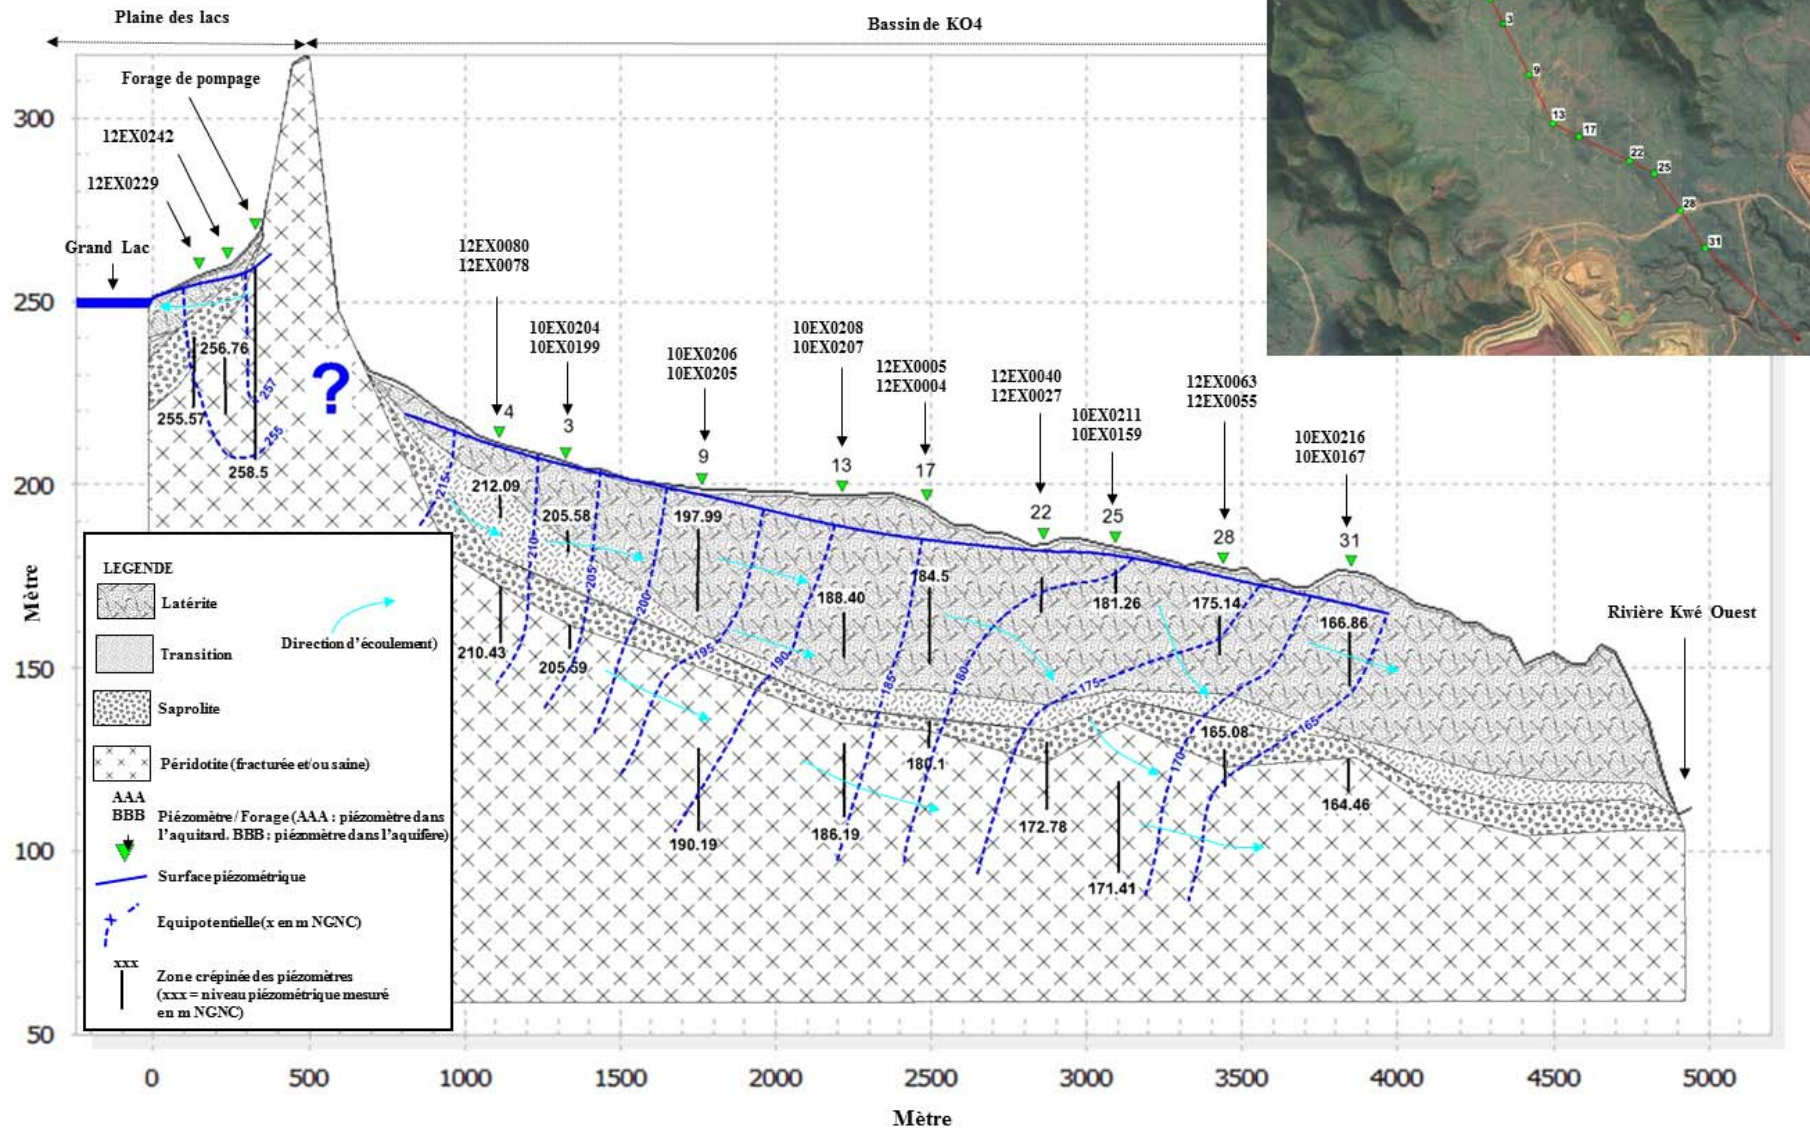 Plaine des lacs
Bassin de KO4
Forage de pompage
12EX0242
12EX0229
Grand Lac
12EX0080
12EX0078
10EX0204
10EX0199
10EX0206
10EX0205
10EX0208
10EX0207
12EX0005
12EX0004
12EX0040
12EX0027
10EX0211
10EX0159
12EX0063
12EX0055
10EX0216
10EX0167
Rivière Kwé Ouest
4
3
9
13
17
22
25
28
31
3
9
13
17
22
25
28
31
?
256.76
255.57
258.5
257
255
212.09
210.43
205.58
205.59
197.99
190.19
188.40
186.19
184.5
180.1
172.78
181.26
171.41
175.14
165.08
166.86
164.46
215
210
205
200
195
190
185
180
175
170
165
LEGENDE
Latérite
Transition
Direction d'écoulement)
Saprolite
Péridotite (fracturée et/ou saine)
AAA
BBB
Piézomètre / Forage (AAA : piézomètre dans
l'aquitard. BBB : piézomètre dans l'aquifère)
Surface piézométrique
Equipotentielle (x en m NGNC)
xxx
Zone crépinée des piézomètres
(xxx = niveau piézométrique mesuré
en m NGNC)
Mètre
300
250
200
150
100
50
0
500
1000
1500
2000
2500
3000
3500
4000
4500
5000
Mètre